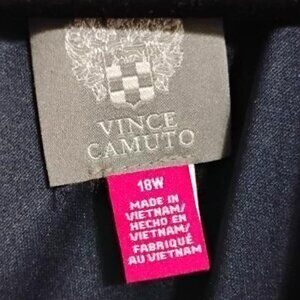 VINCE
CAMUTO
18W
MADE IN
VIETNAM/
HECHO EN
VIETNAM/
FABRIQUÉ
AU VIETNAM